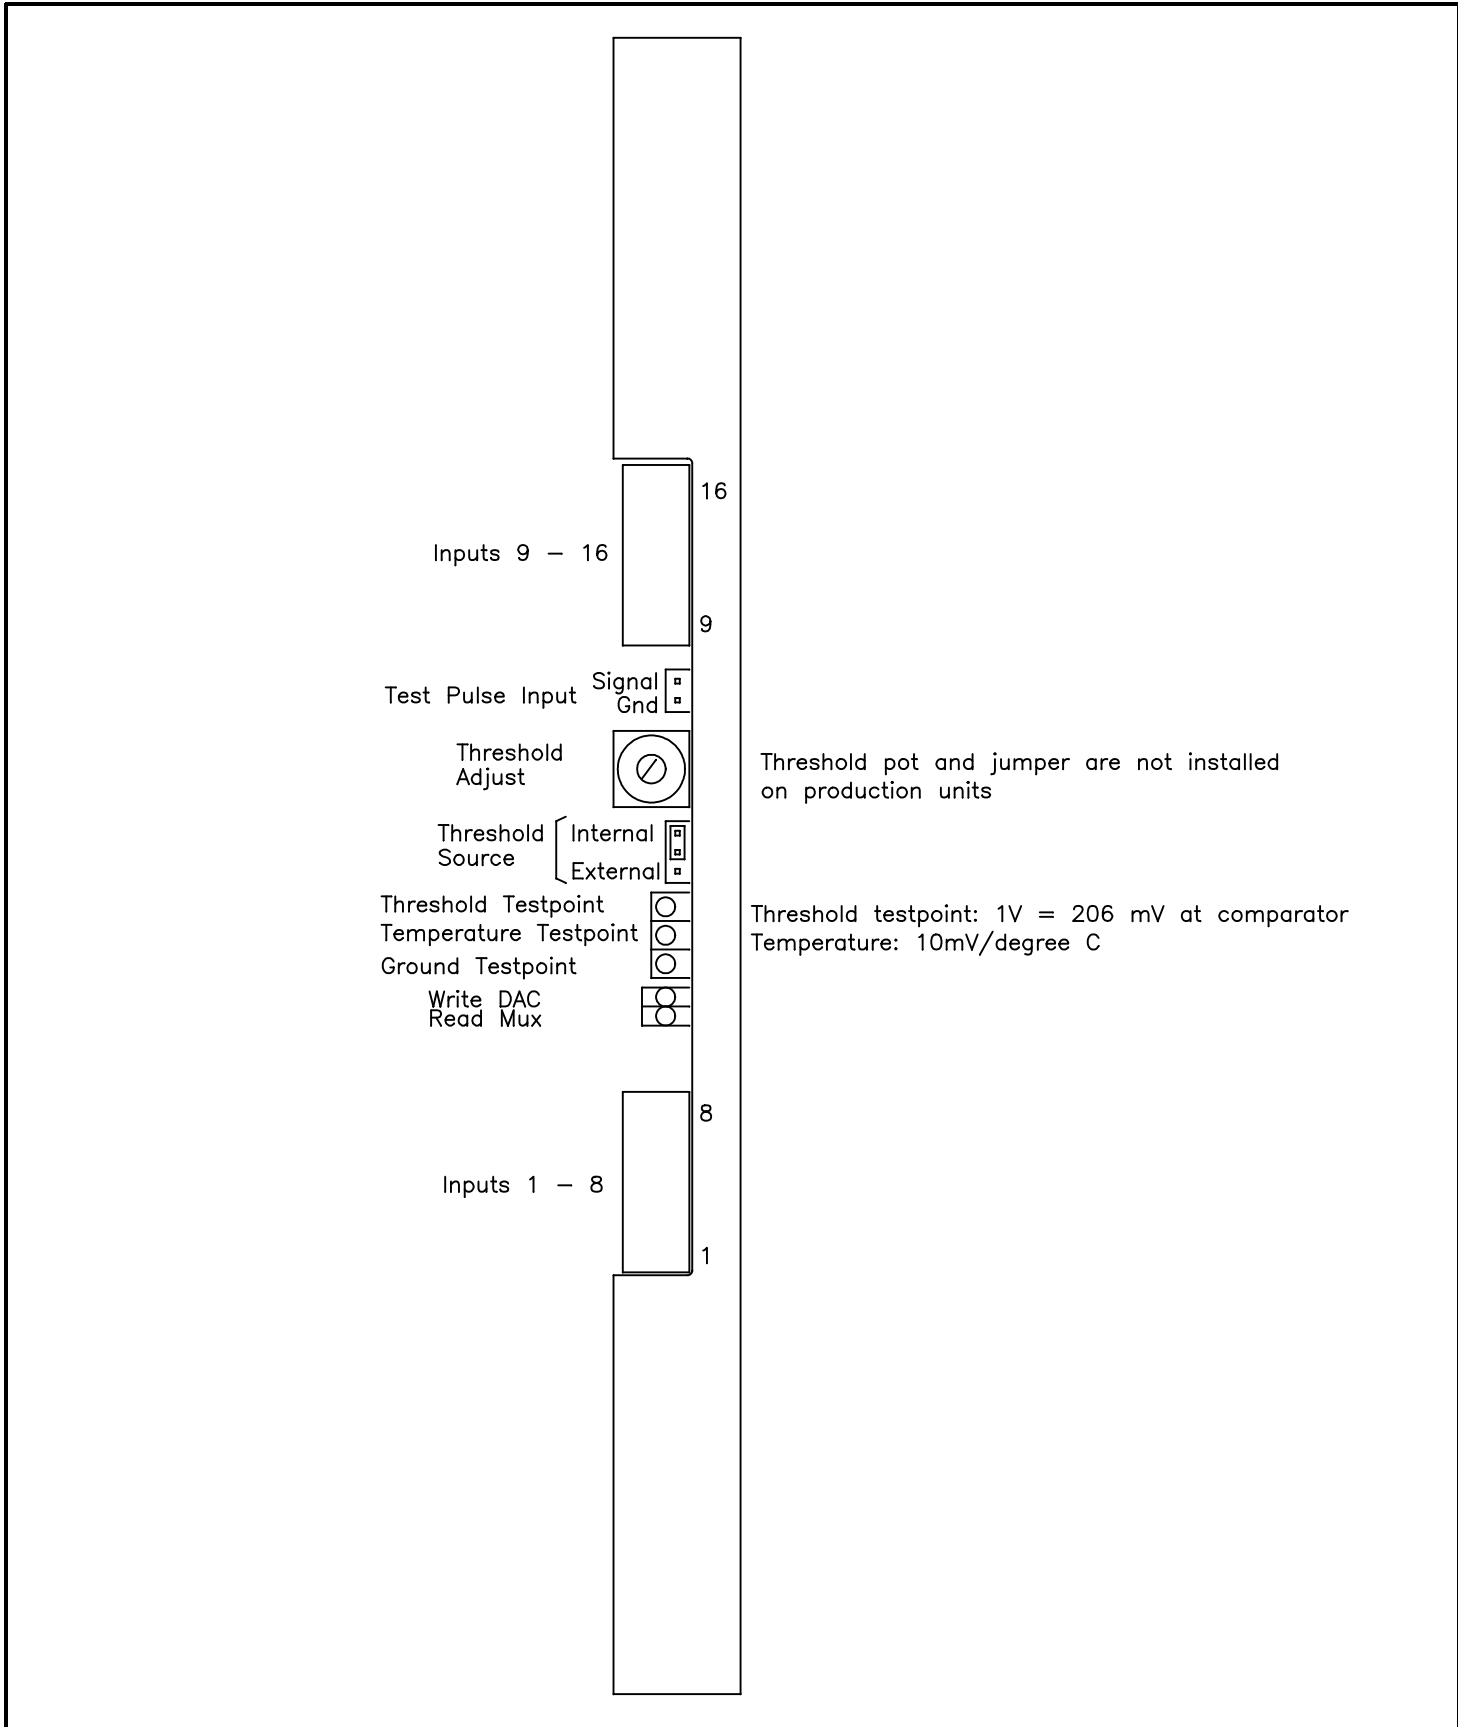 16
Inputs 9 – 16
9
Signal
Test Pulse Input
Gnd
Threshold
Adjust
Threshold pot and jumper are not installed
on production units
Threshold
Source
Internal
External
Threshold Testpoint
Temperature Testpoint
Ground Testpoint
Threshold testpoint: 1V = 206 mV at comparator
Temperature: 10mV/degree C
Write DAC
Read Mux
8
Inputs 1 – 8
1